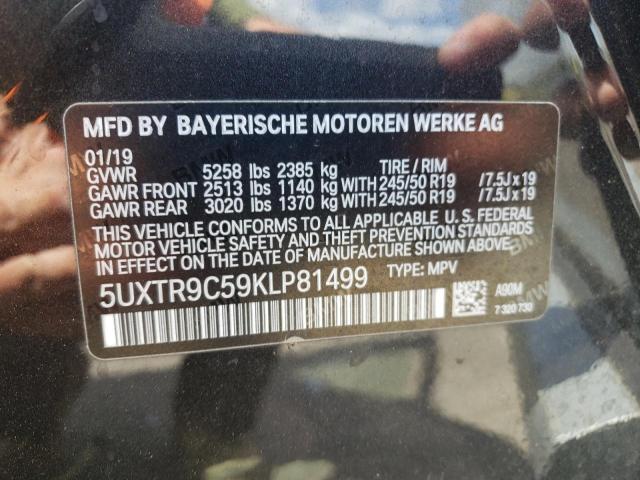 MFD BY BAYERISCHE MOTOREN WERKE AG
01/19 TIRE / RIM
GVWR 5258 lbs 2385 kg
GAWR FRONT 2513 lbs 1140 kg WITH 245/50 R19 /7.5J x 19
GAWR REAR 3020 lbs 1370 kg WITH 245/50 R19 /7.5J x 19
THIS VEHICLE CONFORMS TO ALL APPLICABLE U. S. FEDERAL
MOTOR VEHICLE SAFETY AND THEFT PREVENTION STANDARDS
IN EFFECT ON THE DATE OF MANUFACTURE SHOWN ABOVE.
5UXTR9C59KLP81499 TYPE: MPV
A90M
7 320 730